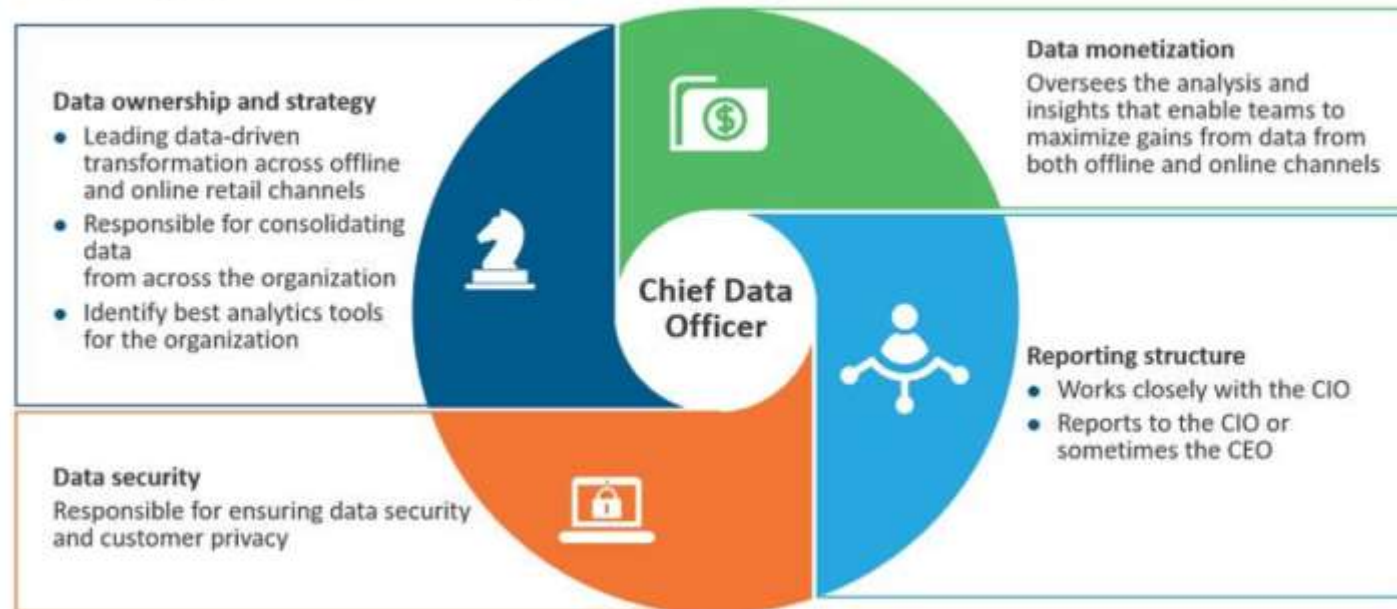 Data ownership and strategy
● Leading data-driven
transformation across offline
and online retail channels
● Responsible for consolidating
data
from across the organization
● Identify best analytics tools
for the organization
Data monetization
Oversees the analysis and
insights that enable teams to
maximize gains from data from
both offline and online channels
Chief Data
Officer
Data security
Responsible for ensuring data security
and customer privacy
Reporting structure
● Works closely with the CIO
● Reports to the CIO or
sometimes the CEO